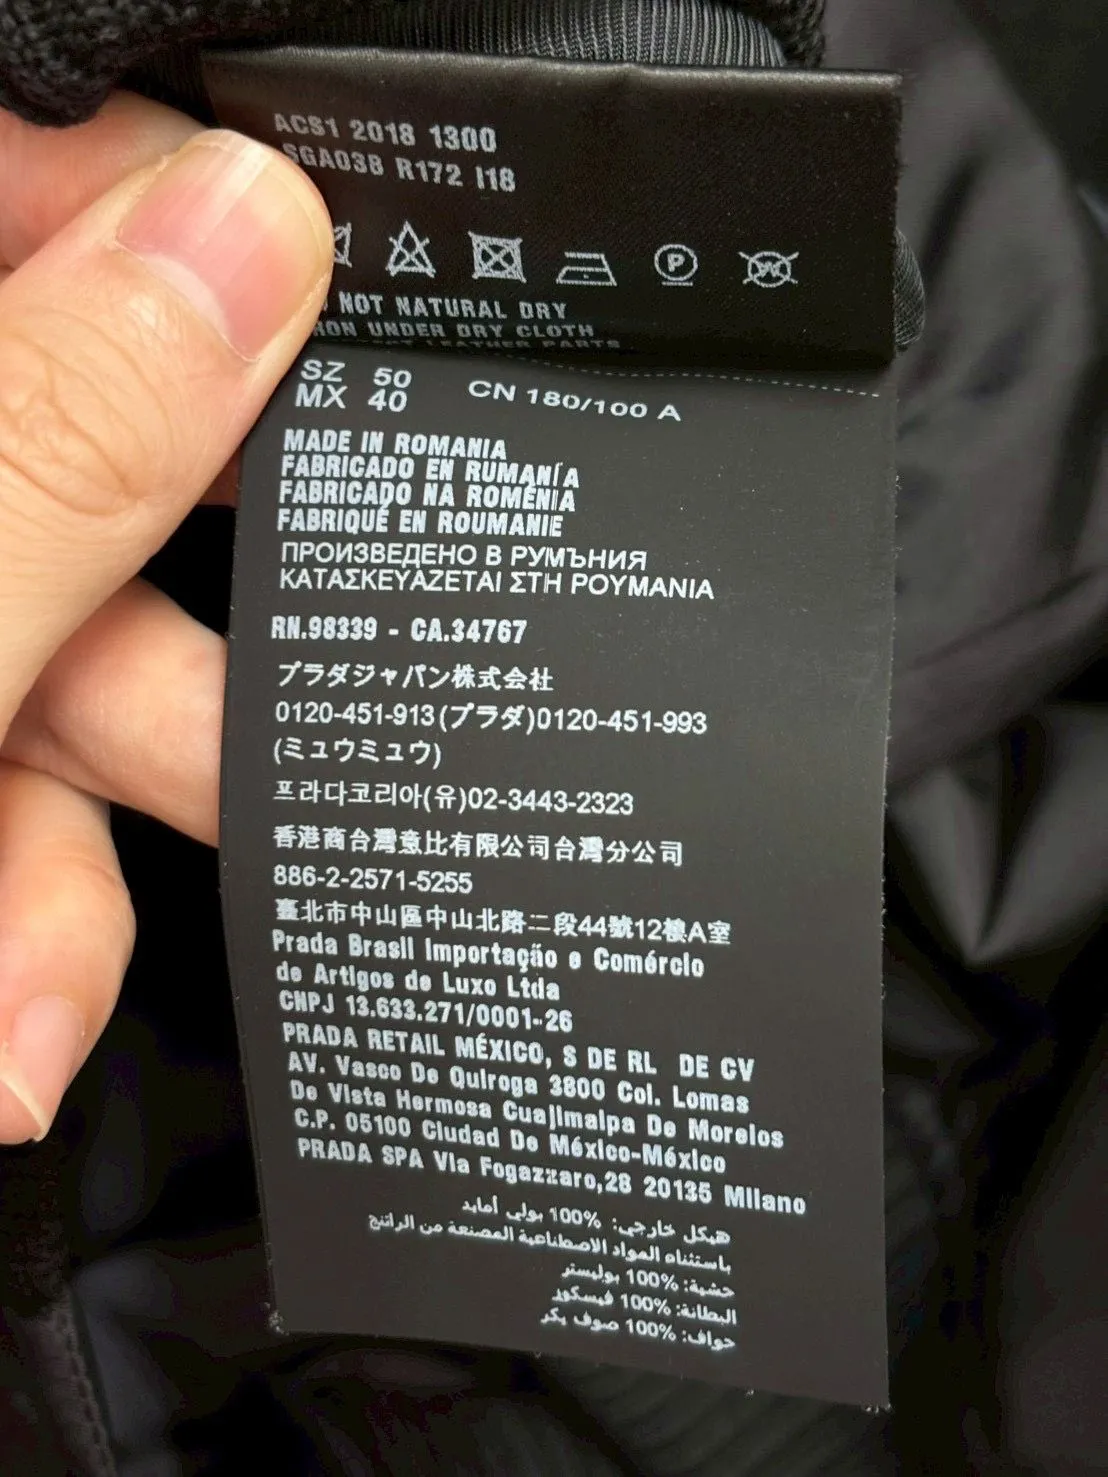 ACS1 2018 1300
SGA038 R172 I18
NOT NATURAL DRY
IRON UNDER DRY CLOTH
LEATHER PARTS
SZ 50
MX 40
CN 180/100 A
MADE IN ROMANIA
FABRICADO EN RUMANÍA
FABRICADO NA ROMÉNIA
FABRIQUÉ EN ROUMANIE
ПРОИЗВЕДЕНО В РУМЪНИЯ
ΚΑΤΑΣΚΕΥΑΖΕΤΑΙ ΣΤΗ ΡΟΥΜΑΝΙΑ
RN.98339 - CA.34767
プラダジャパン株式会社
0120-451-913(プラダ)0120-451-993
(ミュウミュウ)
프라다코리아(유)02-3443-2323
香港商台灣意比有限公司台灣分公司
886-2-2571-5255
臺北市中山區中山北路二段44號12樓A室
Prada Brasil Importação e Comércio
de Artigos de Luxo Ltda
CNPJ 13.633.271/0001-26
PRADA RETAIL MÉXICO, S DE RL DE CV
AV. Vasco De Quiroga 3800 Col. Lomas
De Vista Hermosa Cuajimalpa De Morelos
C.P. 05100 Ciudad De México-México
PRADA SPA Via Fogazzaro,28 20135 Milano
هيكل خارجي: %100 بولي أمايد
باستثناء المواد الاصطناعية المصنعة من الراتنج
حشية: %100 بوليستر
البطانة: %100 فيسكوز
حواف: %100 صوف بكر